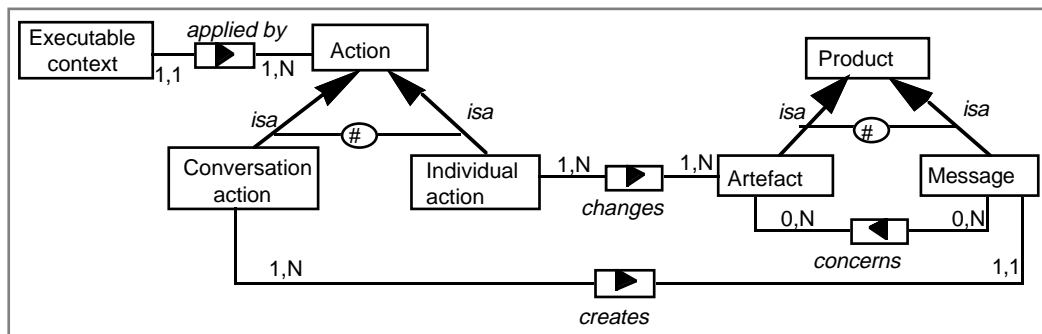 applied by
Executable
context
1,1
1,N
Action
Product
isa
isa
#
isa
isa
#
Conversation
action
Individual
action
1,N
1,N
changes
Artefact
Message
0,N
0,N
concerns
1,N
1,1
creates